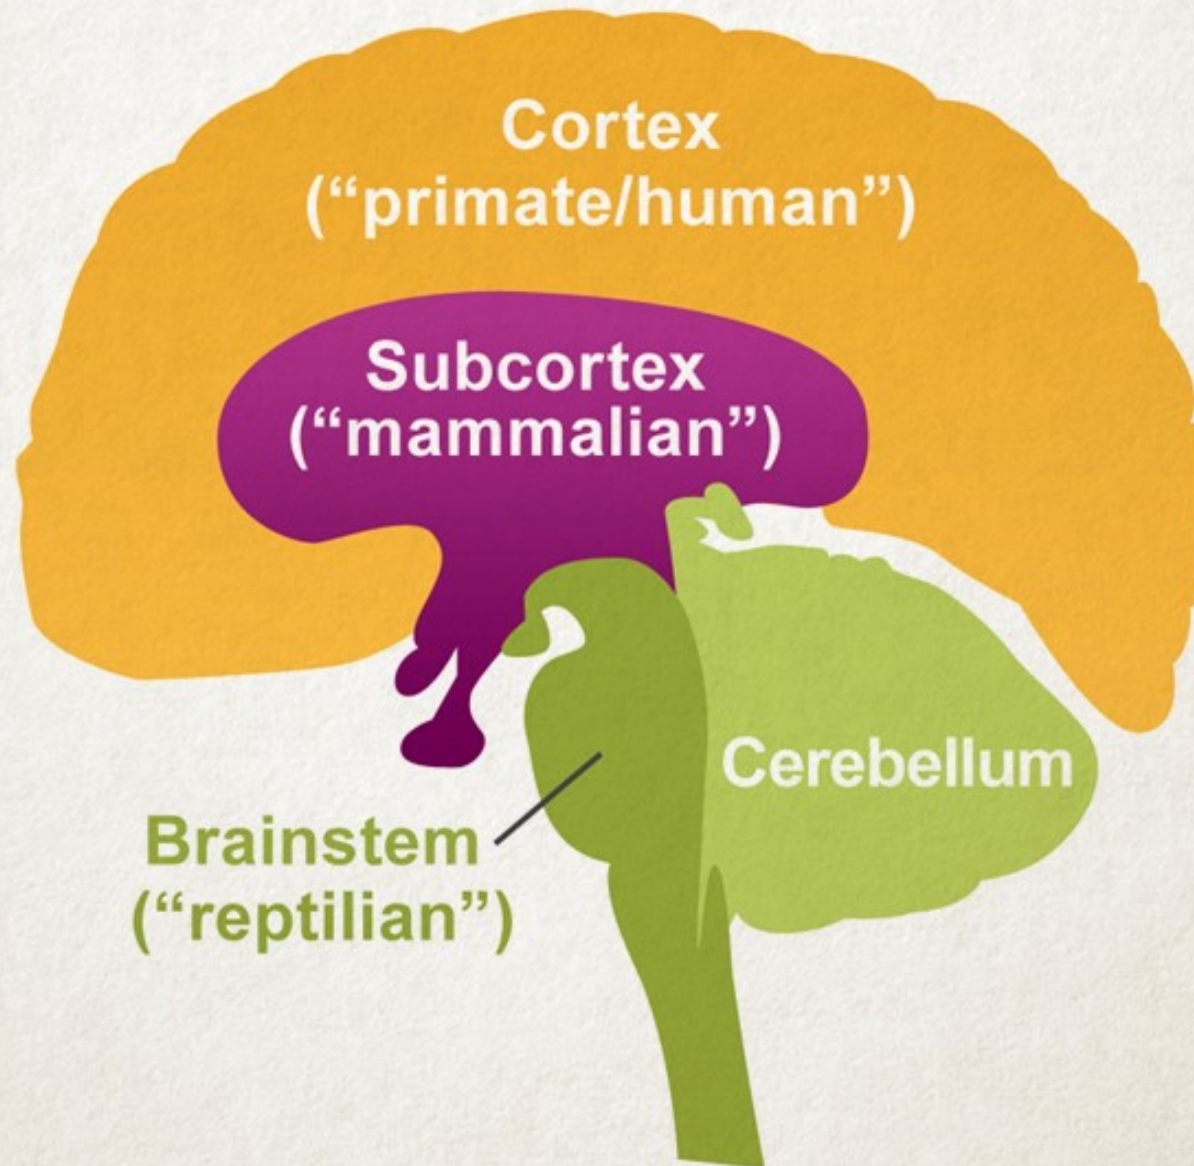 Cortex
(“primate/human”)
Subcortex
(“mammalian”)
Cerebellum
Brainstem
(“reptilian”)